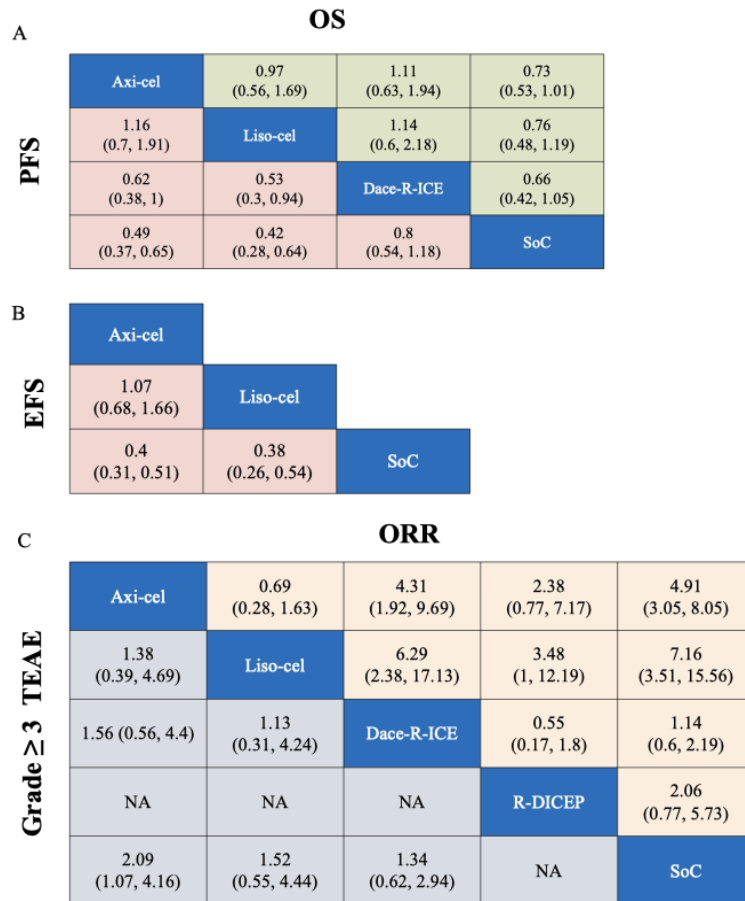 OS
A
PFS
Axi-cel
0.97
(0.56, 1.69)
1.11
(0.63, 1.94)
0.73
(0.53, 1.01)
1.16
(0.7, 1.91)
Liso-cel
1.14
(0.6, 2.18)
0.76
(0.48, 1.19)
0.62
(0.38, 1)
0.53
(0.3, 0.94)
Dace-R-ICE
0.66
(0.42, 1.05)
0.49
(0.37, 0.65)
0.42
(0.28, 0.64)
0.8
(0.54, 1.18)
SoC
B
EFS
Axi-cel
1.07
(0.68, 1.66)
Liso-cel
0.4
(0.31, 0.51)
0.38
(0.26, 0.54)
SoC
C
ORR
Grade ≥ 3 TEAE
Axi-cel
0.69
(0.28, 1.63)
4.31
(1.92, 9.69)
2.38
(0.77, 7.17)
4.91
(3.05, 8.05)
1.38
(0.39, 4.69)
Liso-cel
6.29
(2.38, 17.13)
3.48
(1, 12.19)
7.16
(3.51, 15.56)
1.56 (0.56, 4.4)
1.13
(0.31, 4.24)
Dace-R-ICE
0.55
(0.17, 1.8)
1.14
(0.6, 2.19)
NA
NA
NA
R-DICEP
2.06
(0.77, 5.73)
2.09
(1.07, 4.16)
1.52
(0.55, 4.44)
1.34
(0.62, 2.94)
NA
SoC